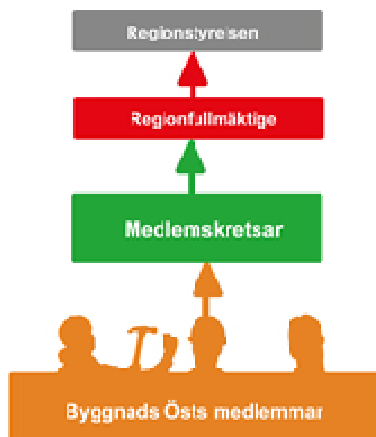 Regionstyrelsen
Regionfullmäktige
Medlemskretsar
Byggnads Östs medlemmar